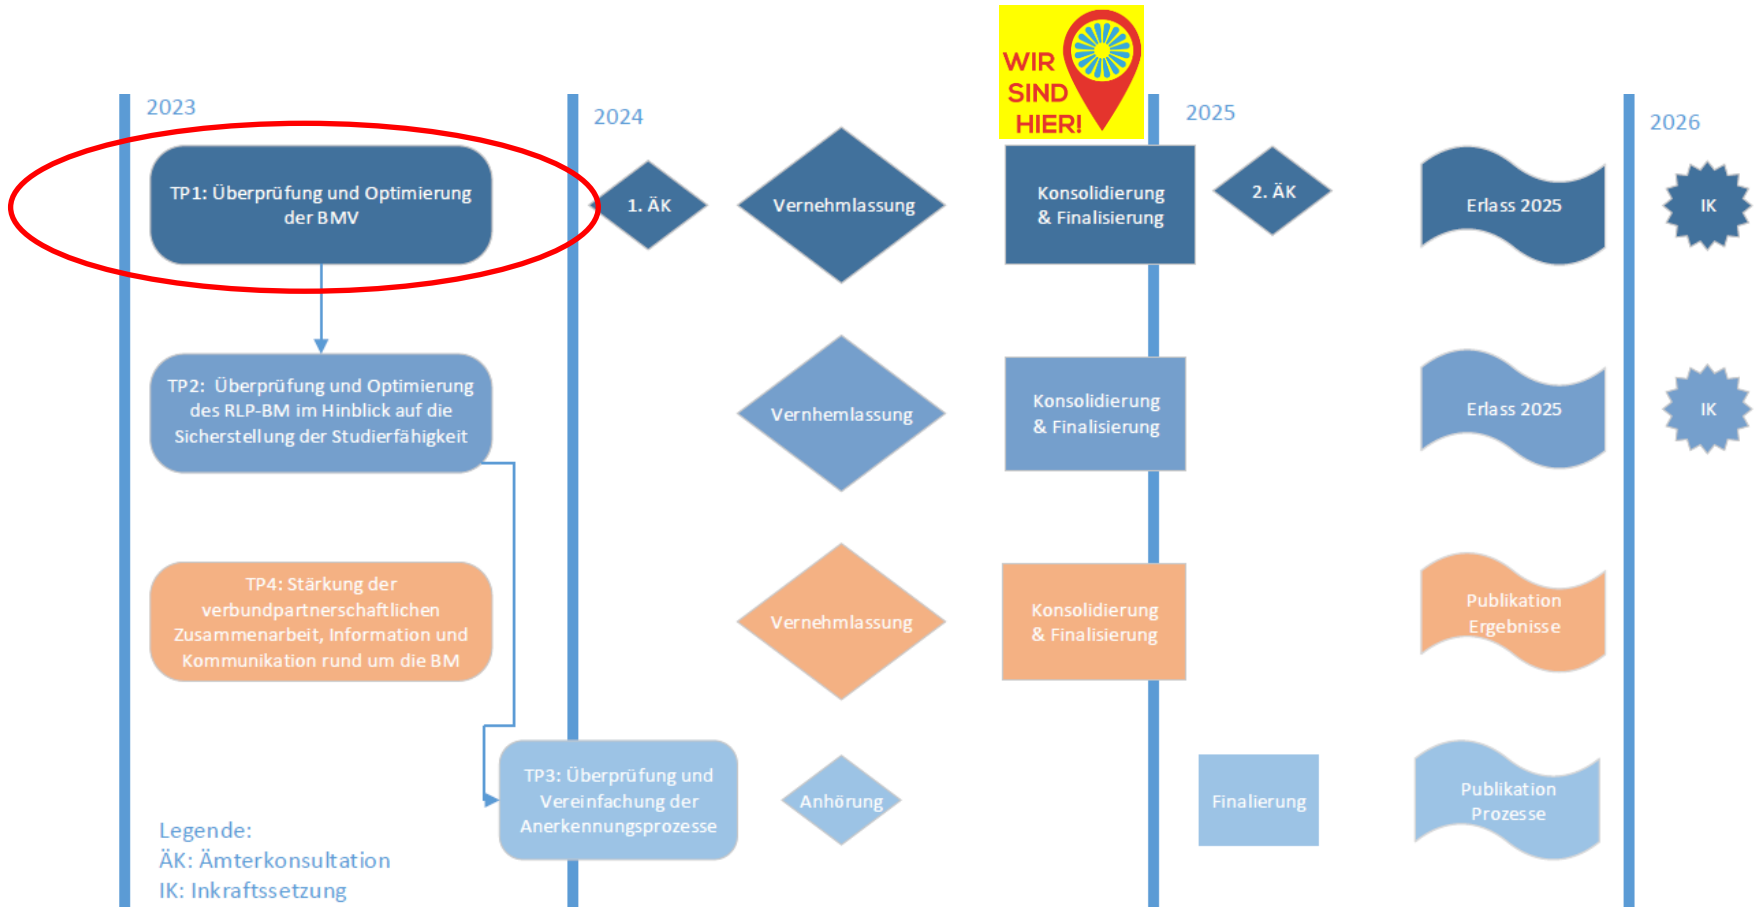 WIR
SIND
HIER!
2023
2024
2025
2026
TP1: Überprüfung und Optimierung
der BMV
1. ÄK
Vernehmlassung
Konsolidierung
& Finalisierung
2. ÄK
Erlass 2025
IK
TP2:  Überprüfung und Optimierung
des RLP-BM im Hinblick auf die
Sicherstellung der Studierfähigkeit
Vernhemlassung
Konsolidierung
& Finalisierung
Erlass 2025
IK
TP4: Stärkung der
verbundpartnerschaftlichen
Zusammenarbeit, Information und
Kommunikation rund um die BM
Vernehmlassung
Konsolidierung
& Finalisierung
Publikation
Ergebnisse
TP3: Überprüfung und
Vereinfachung der
Anerkennungsprozesse
Anhörung
Finalierung
Publikation
Prozesse
Legende:
ÄK: Ämterkonsultation
IK: Inkraftssetzung